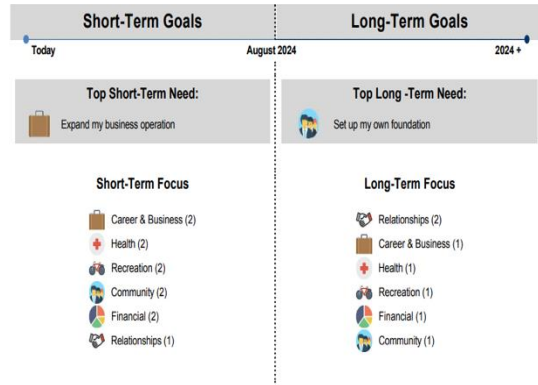 Short-Term Goals
Long-Term Goals
Today
August 2024
2024 +
Top Short-Term Need:
Expand my business operation
Top Long -Term Need:
Set up my own foundation
Short-Term Focus
Career & Business (2)
Health (2)
Recreation (2)
Community (2)
Financial (2)
Relationships (1)
Long-Term Focus
Relationships (2)
Career & Business (1)
Health (1)
Recreation (1)
Financial (1)
Community (1)